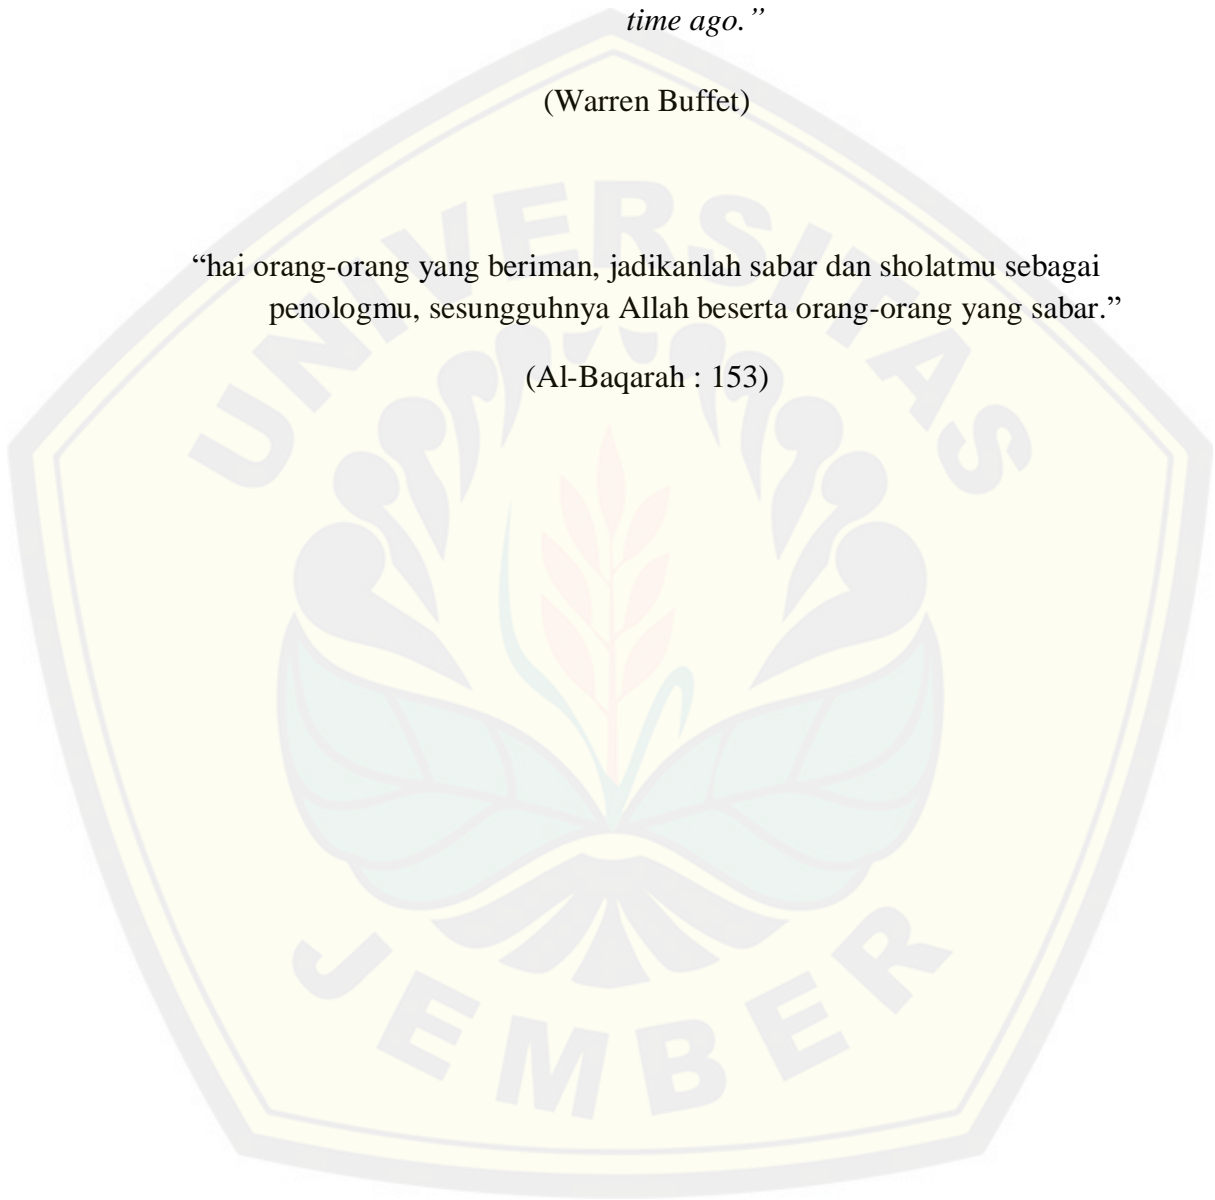 time ago.”
(Warren Buffet)
“hai orang-orang yang beriman, jadikanlah sabar dan sholatmu sebagai
penologmu, sesungguhnya Allah beserta orang-orang yang sabar.”
(Al-Baqarah : 153)
UNIVERSITAS
JEMBER